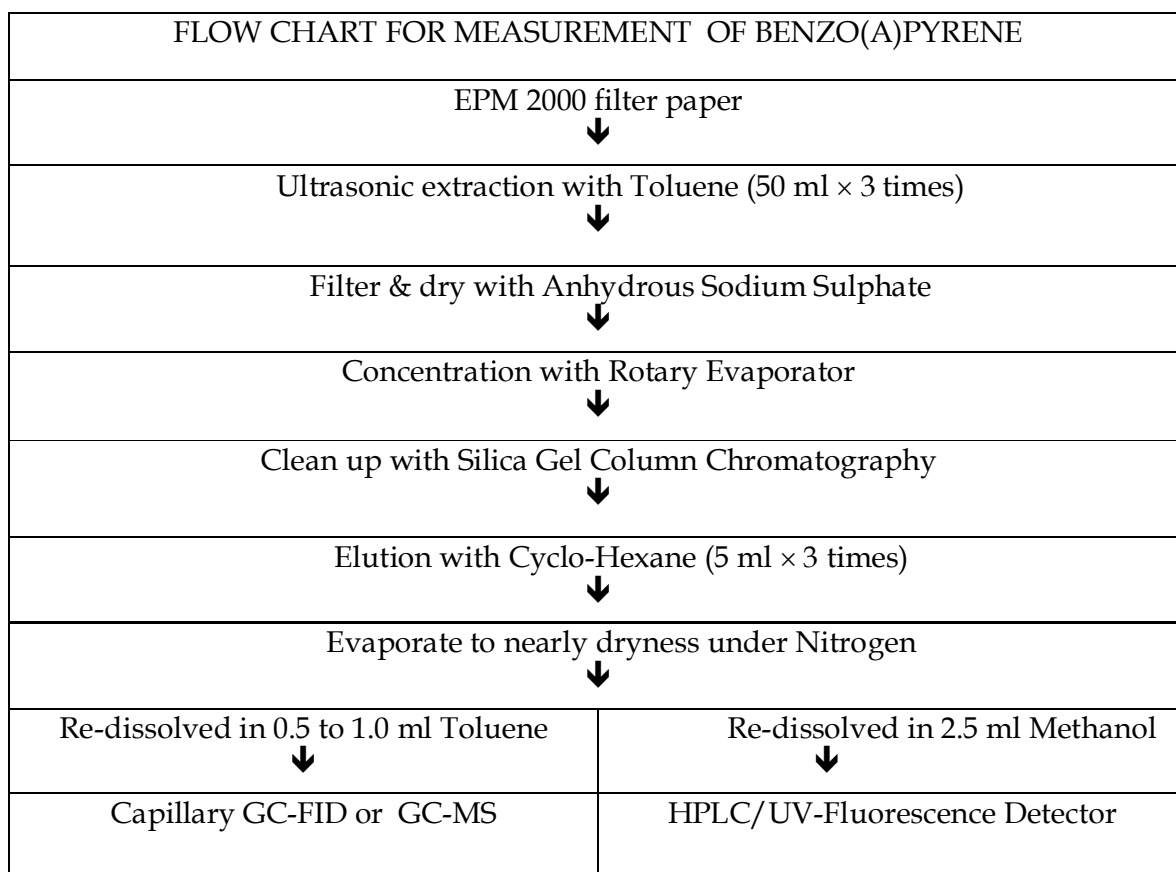 FLOW CHART FOR MEASUREMENT OF BENZO(A)PYRENE
EPM 2000 filter paper
Ultrasonic extraction with Toluene (50 ml × 3 times)
Filter & dry with Anhydrous Sodium Sulphate
Concentration with Rotary Evaporator
Clean up with Silica Gel Column Chromatography
Elution with Cyclo-Hexane (5 ml × 3 times)
Evaporate to nearly dryness under Nitrogen
Re-dissolved in 0.5 to 1.0 ml Toluene
Re-dissolved in 2.5 ml Methanol
Capillary GC-FID or GC-MS
HPLC/UV-Fluorescence Detector